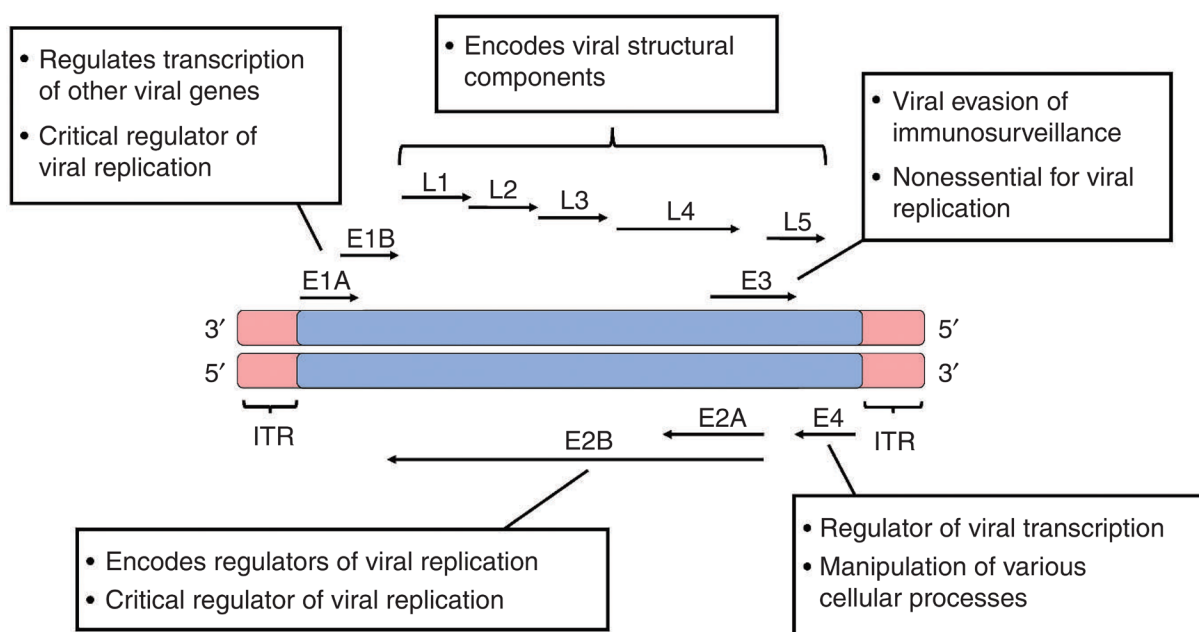 • Regulates transcription
of other viral genes
• Critical regulator of
viral replication
• Encodes viral structural
components
• Viral evasion of
immunosurveillance
• Nonessential for viral
replication
L1
L2
L3
L4
L5
E1B
E1A
E3
3′
5′
5′
3′
ITR
E2B
E2A
E4
ITR
• Encodes regulators of viral replication
• Critical regulator of viral replication
• Regulator of viral transcription
• Manipulation of various
cellular processes